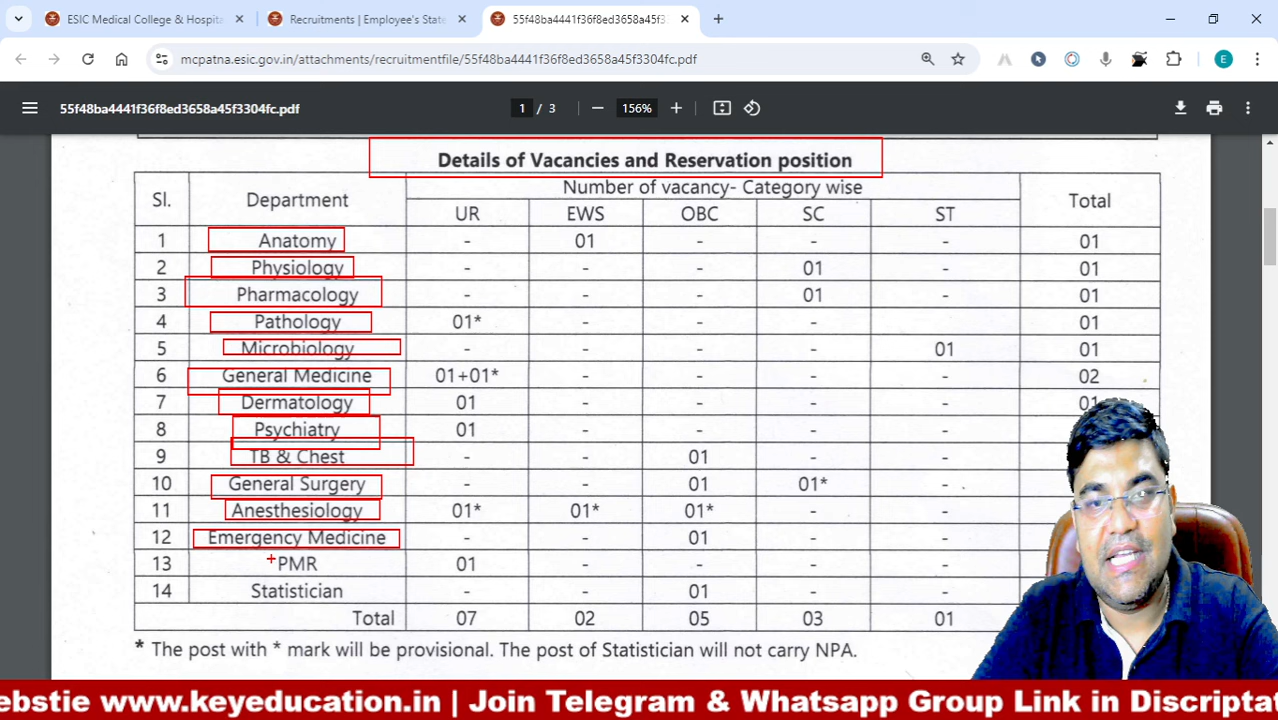 ESIC Medical College & Hospita
Recruitments | Employee's State
55f48ba4441f36f8ed3658a45f3
mcpatna.esic.gov.in/attachments/recruitmentfile/55f48ba4441f36f8ed3658a45f3304fc.pdf
E
55f48ba4441f36f8ed3658a45f3304fc.pdf
1 / 3
156%
Details of Vacancies and Reservation position
Sl. Department Number of vacancy- Category wise Total
UR EWS OBC SC ST
1 Anatomy - 01 - - - 01
2 Physiology - - - 01 - 01
3 Pharmacology - - - 01 - 01
4 Pathology 01* - - - - 01
5 Microbiology - - - - 01 01
6 General Medicine 01+01* - - - - 02
7 Dermatology 01 - - - - 01
8 Psychiatry 01 - - - -
9 TB & Chest - - 01 - -
10 General Surgery - - 01 01* -
11 Anesthesiology 01* 01* 01* - -
12 Emergency Medicine - - 01 - -
13 PMR 01 - - - -
14 Statistician - - 01 - -
Total 07 02 05 03 01
* The post with * mark will be provisional. The post of Statistician will not carry NPA.
ebstie www.keyeducation.in | Join Telegram & Whatsapp Group Link in Discriptat